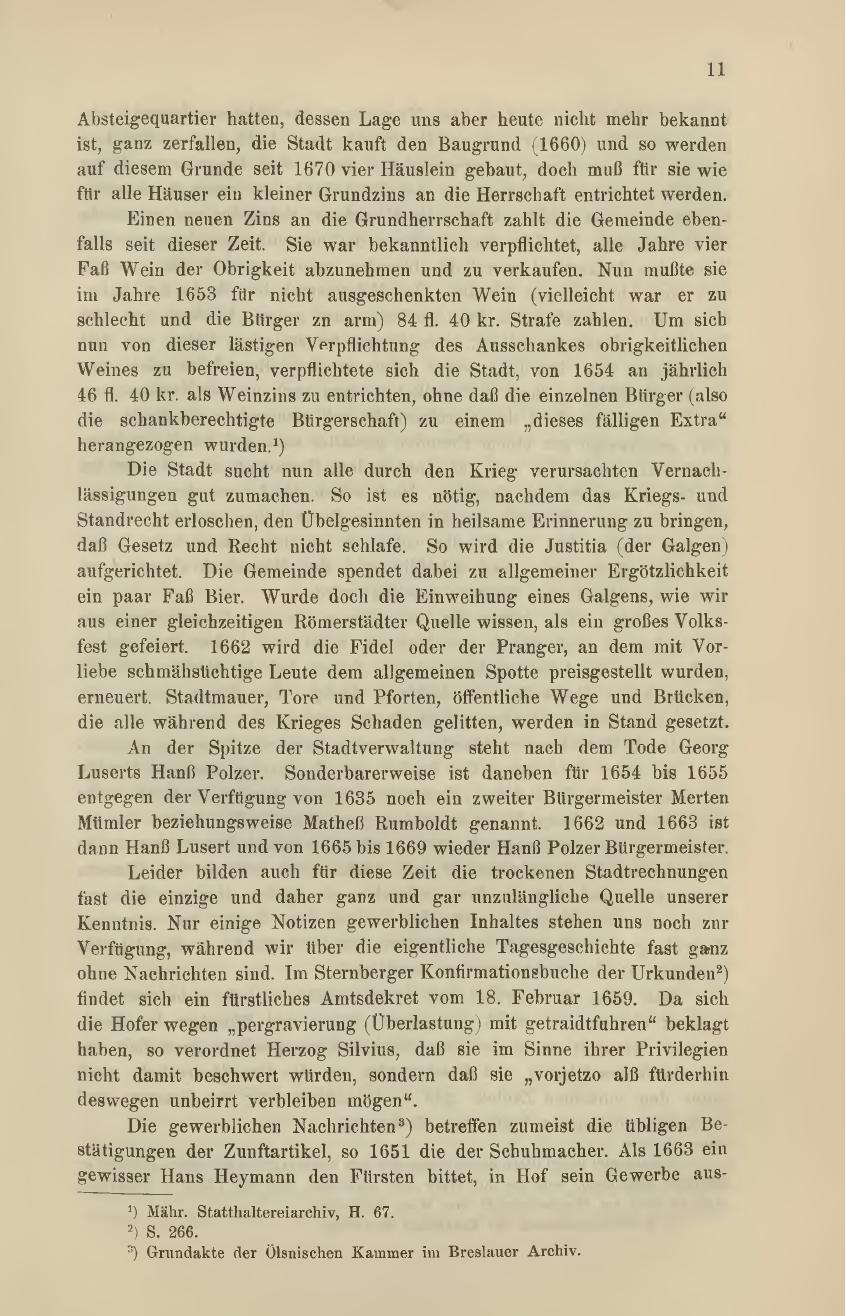 11
Absteigequartier hatten, dessen Lage uns aber heute nicht mehr bekannt
ist, ganz zerfallen, die Stadt kauft den Baugrund (1660) und so werden
auf diesem Grunde seit 1670 vier Häuslein gebaut, doch muß für sie wie
für alle Häuser ein kleiner Grundzins an die Herrschaft entrichtet werden.
Einen neuen Zins an die Grundherrschaft zahlt die Gemeinde eben-
falls seit dieser Zeit. Sie war bekanntlich verpflichtet, alle Jahre vier
Faß Wein der Obrigkeit abzunehmen und zu verkaufen. Nun mußte sie
im Jahre 1653 für nicht ausgeschenkten Wein (vielleicht war er zu
schlecht und die Bürger zn arm) 84 fl. 40 kr. Strafe zahlen. Um sich
nun von dieser lästigen Verpflichtung des Ausschankes obrigkeitlichen
Weines zu befreien, verpflichtete sich die Stadt, von 1654 an jährlich
46 fl. 40 kr. als Weinzins zu entrichten, ohne daß die einzelnen Bürger (also
die schankberechtigte Bürgerschaft) zu einem „dieses fälligen Extra“
herangezogen wurden.¹)
Die Stadt sucht nun alle durch den Krieg verursachten Vernach-
lässigungen gut zumachen. So ist es nötig, nachdem das Kriegs- und
Standrecht erloschen, den Übelgesinnten in heilsame Erinnerung zu bringen,
daß Gesetz und Recht nicht schlafe. So wird die Justitia (der Galgen)
aufgerichtet. Die Gemeinde spendet dabei zu allgemeiner Ergötzlichkeit
ein paar Faß Bier. Wurde doch die Einweihung eines Galgens, wie wir
aus einer gleichzeitigen Römerstädter Quelle wissen, als ein großes Volks-
fest gefeiert. 1662 wird die Fidel oder der Pranger, an dem mit Vor-
liebe schmähsüchtige Leute dem allgemeinen Spotte preisgestellt wurden,
erneuert. Stadtmauer, Tore und Pforten, öffentliche Wege und Brücken,
die alle während des Krieges Schaden gelitten, werden in Stand gesetzt.
An der Spitze der Stadtverwaltung steht nach dem Tode Georg
Luserts Hanß Polzer. Sonderbarerweise ist daneben für 1654 bis 1655
entgegen der Verfügung von 1635 noch ein zweiter Bürgermeister Merten
Mümler beziehungsweise Matheß Rumboldt genannt. 1662 und 1663 ist
dann Hanß Lusert und von 1665 bis 1669 wieder Hanß Polzer Bürgermeister.
Leider bilden auch für diese Zeit die trockenen Stadtrechnungen
fast die einzige und daher ganz und gar unzulängliche Quelle unserer
Kenntnis. Nur einige Notizen gewerblichen Inhaltes stehen uns noch zur
Verfügung, während wir über die eigentliche Tagesgeschichte fast ganz
ohne Nachrichten sind. Im Sternberger Konfirmationsbuche der Urkunden²)
findet sich ein fürstliches Amtsdekret vom 18. Februar 1659. Da sich
die Hofer wegen „pergravierung (Überlastung) mit getraidtfuhren“ beklagt
haben, so verordnet Herzog Silvius, daß sie im Sinne ihrer Privilegien
nicht damit beschwert würden, sondern daß sie „vorjetzo alß fürderhin
deswegen unbeirrt verbleiben mögen“.
Die gewerblichen Nachrichten³) betreffen zumeist die üblichen Be-
stätigungen der Zunftartikel, so 1651 die der Schuhmacher. Als 1663 ein
gewisser Hans Heymann den Fürsten bittet, in Hof sein Gewerbe aus-
¹) Mähr. Statthaltereiarchiv, H. 67.
²) S. 266.
³) Grundakte der Ölsnischen Kammer im Breslauer Archiv.